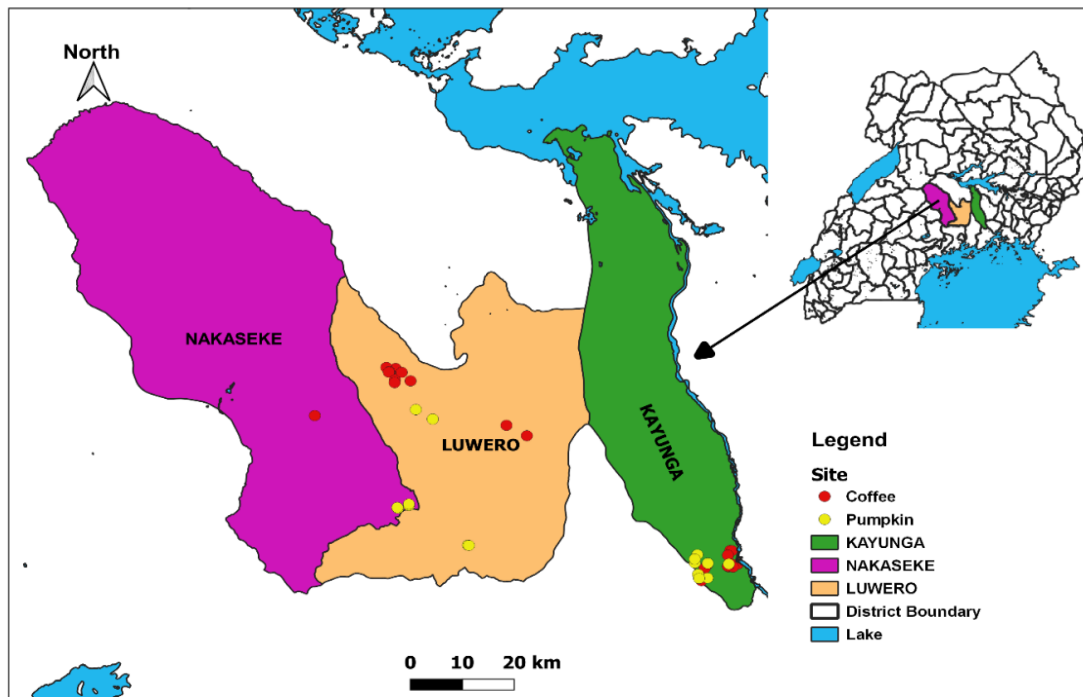 North
NAKASEKE
LUWERO
KAYUNGA
Legend
Site
Coffee
Pumpkin
KAYUNGA
NAKASEKE
LUWERO
District Boundary
Lake
0 10 20 km